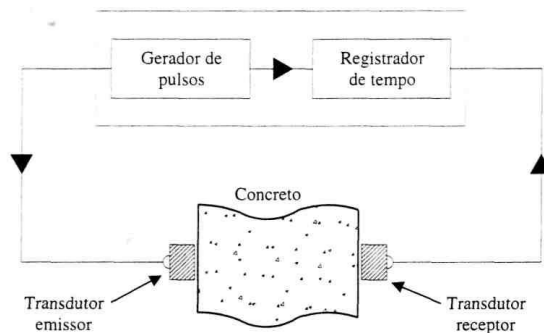 Gerador de
pulsos
Registrador
de tempo
Concreto
Transdutor
emissor
Transdutor
receptor